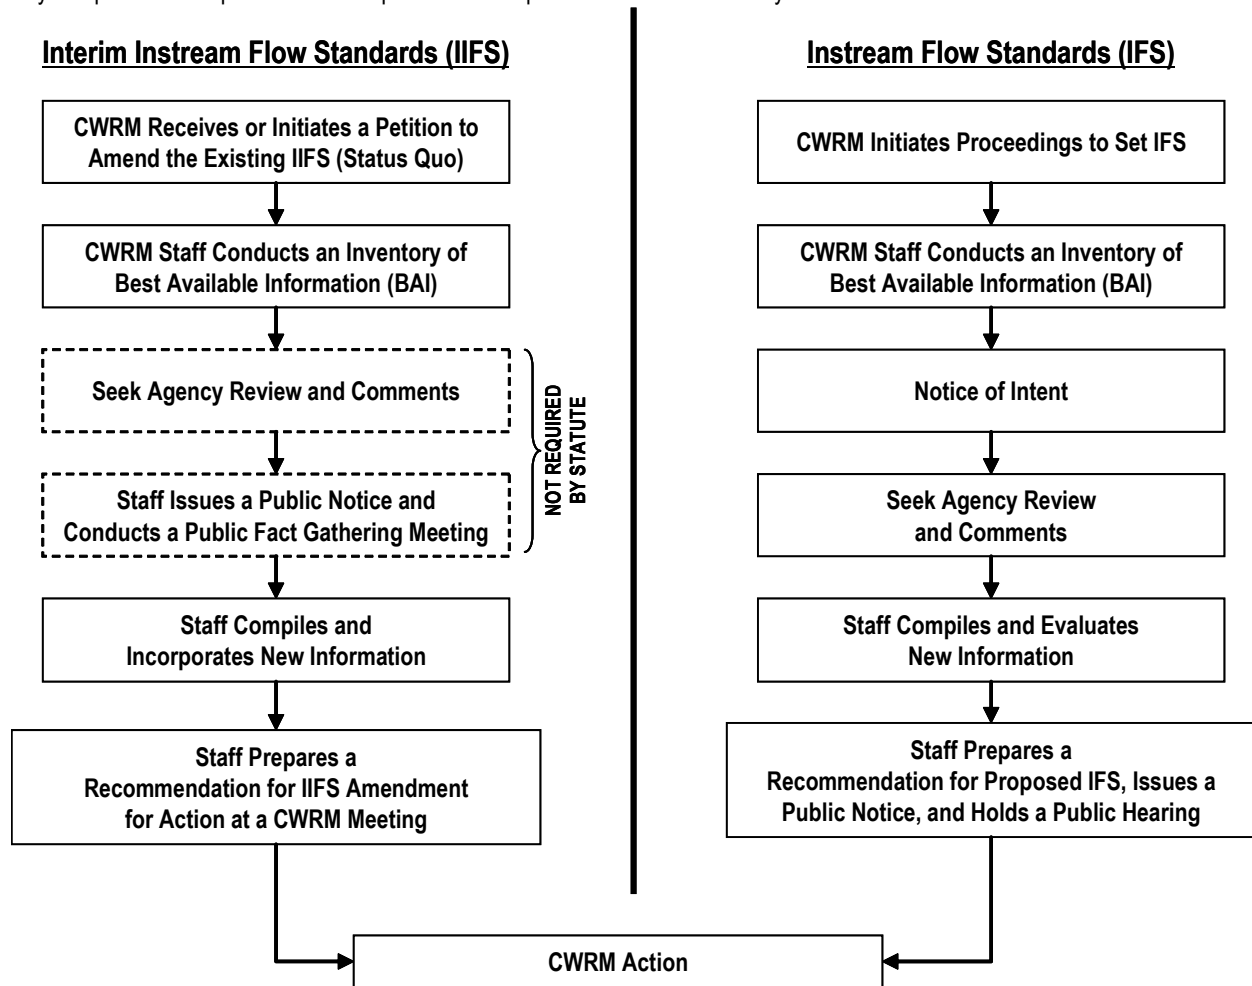 Interim Instream Flow Standards (IIFS)
CWRM Receives or Initiates a Petition to
Amend the Existing IIFS (Status Quo)
CWRM Staff Conducts an Inventory of
Best Available Information (BAI)
Seek Agency Review and Comments
Staff Issues a Public Notice and
Conducts a Public Fact Gathering Meeting
NOT REQUIRED
BY STATUTE
Staff Compiles and
Incorporates New Information
Staff Prepares a
Recommendation for IIFS Amendment
for Action at a CWRM Meeting
Instream Flow Standards (IFS)
CWRM Initiates Proceedings to Set IFS
CWRM Staff Conducts an Inventory of
Best Available Information (BAI)
Notice of Intent
Seek Agency Review
and Comments
Staff Compiles and Evaluates
New Information
Staff Prepares a
Recommendation for Proposed IFS, Issues a
Public Notice, and Holds a Public Hearing
CWRM Action